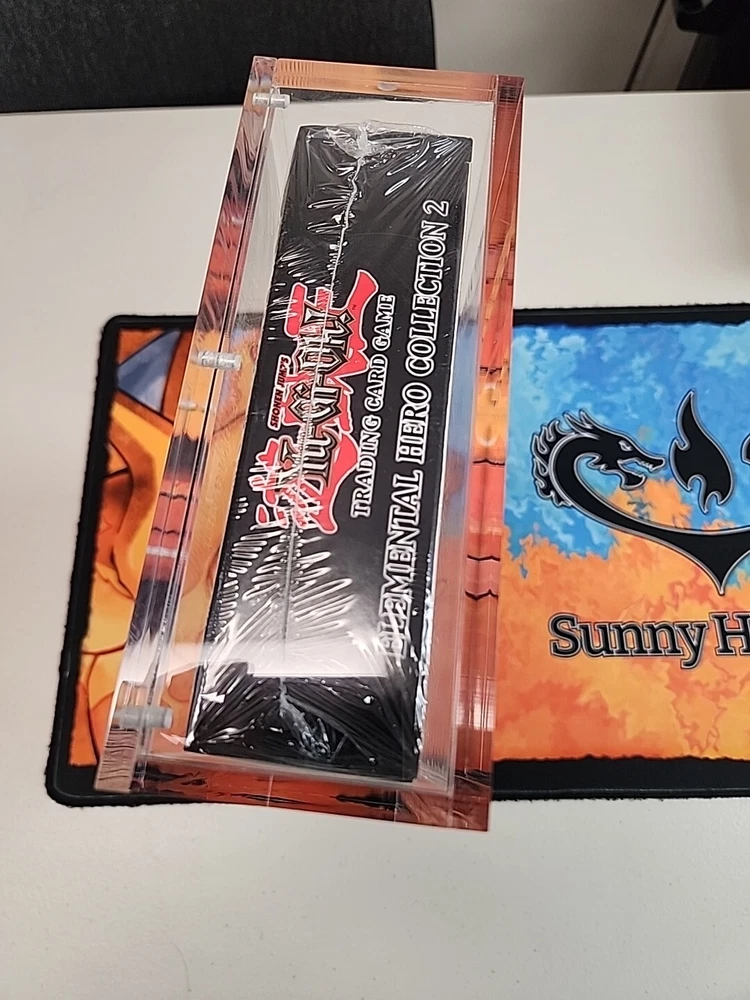 SHONEN JUMP'S
Yu-Gi-Oh!
TRADING CARD GAME
ELEMENTAL HERO COLLECTION 2
Sunny